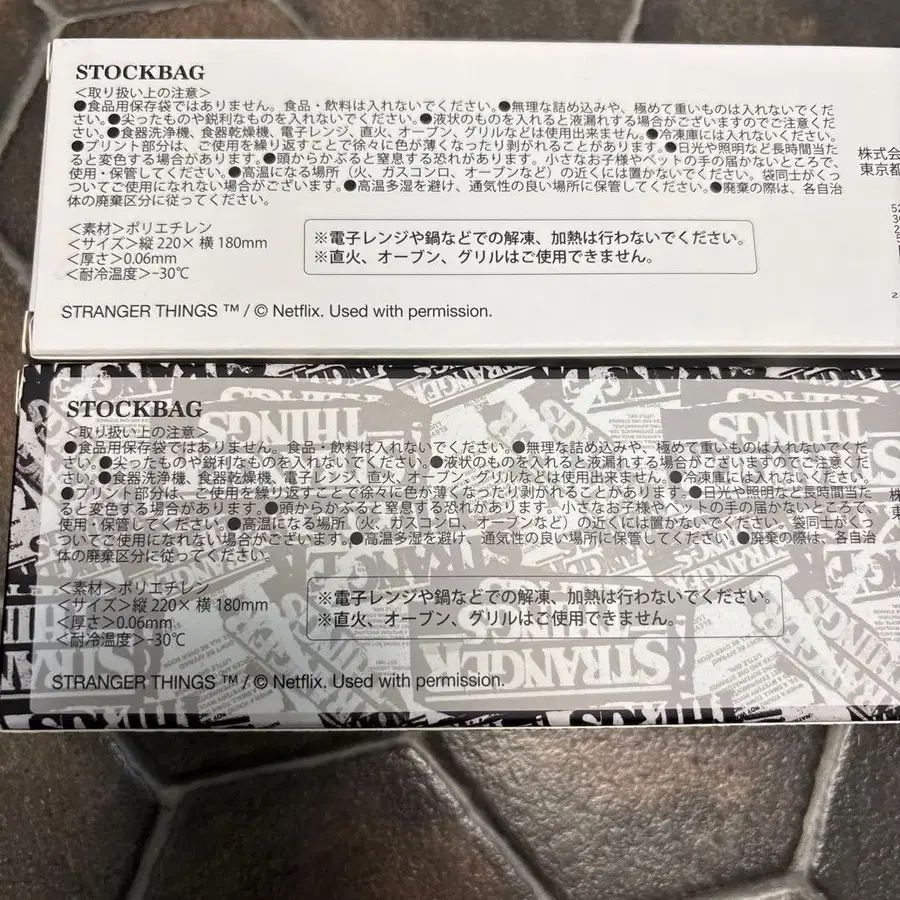 STOCKBAG
＜取り扱い上の注意＞
●食品用保存袋ではありません。食品・飲料は入れないでください。●無理な詰め込みや、極めて重いものは入れないでくだ
さい。●尖ったものや鋭利なものを入れないでください。●液状のものを入れると液漏れする場合がございますのでご注意くだ
さい。●食器洗浄機、食器乾燥機、電子レンジ、直火、オーブン、グリルなどは使用出来ません。●冷凍庫には入れないください。
●プリント部分は、ご使用を繰り返すことで徐々に色が薄くなったり剥がれることがあります。●日光や照明など長時間当た
ると変色する場合があります。●頭からかぶると窒息する恐れがあります。小さなお子様やペットの手の届かないところで、
使用・保管してください。●高温になる場所（火、ガスコンロ、オーブンなど）の近くには置かないでください。袋同士がくっ
ついてご使用になれない場合がございます。●高温多湿を避け、通気性の良い場所に保管してください。●廃棄の際は、各自治
体の廃棄区分に従ってください。
＜素材＞ポリエチレン
＜サイズ＞縦 220× 横 180mm
＜厚さ＞0.06mm
＜耐冷温度＞-30℃
※電子レンジや鍋などでの解凍、加熱は行わないでください。
※直火、オーブン、グリルはご使用できません。
STRANGER THINGS ™ / © Netflix. Used with permission.
株式会
東京都
STOCKBAG
＜取り扱い上の注意＞
●食品用保存袋ではありません。食品・飲料は入れないでください。●無理な詰め込みや、極めて重いものは入れないでくだ
さい。●尖ったものや鋭利なものを入れないでください。●液状のものを入れると液漏れする場合がございますのでご注意くだ
さい。●食器洗浄機、食器乾燥機、電子レンジ、直火、オーブン、グリルなどは使用出来ません。●冷凍庫には入れないください。
●プリント部分は、ご使用を繰り返すことで徐々に色が薄くなったり剥がれることがあります。●日光や照明など長時間当た
ると変色する場合があります。●頭からかぶると窒息する恐れがあります。小さなお子様やペットの手の届かないところで、
使用・保管してください。●高温になる場所（火、ガスコンロ、オーブンなど）の近くには置かないでください。袋同士がくっ
ついてご使用になれない場合がございます。●高温多湿を避け、通気性の良い場所に保管してください。●廃棄の際は、各自治
体の廃棄区分に従ってください。
＜素材＞ポリエチレン
＜サイズ＞縦 220× 横 180mm
＜厚さ＞0.06mm
＜耐冷温度＞-30℃
※電子レンジや鍋などでの解凍、加熱は行わないでください。
※直火、オーブン、グリルはご使用できません。
STRANGER THINGS ™ / © Netflix. Used with permission.
STRANGER
THINGS